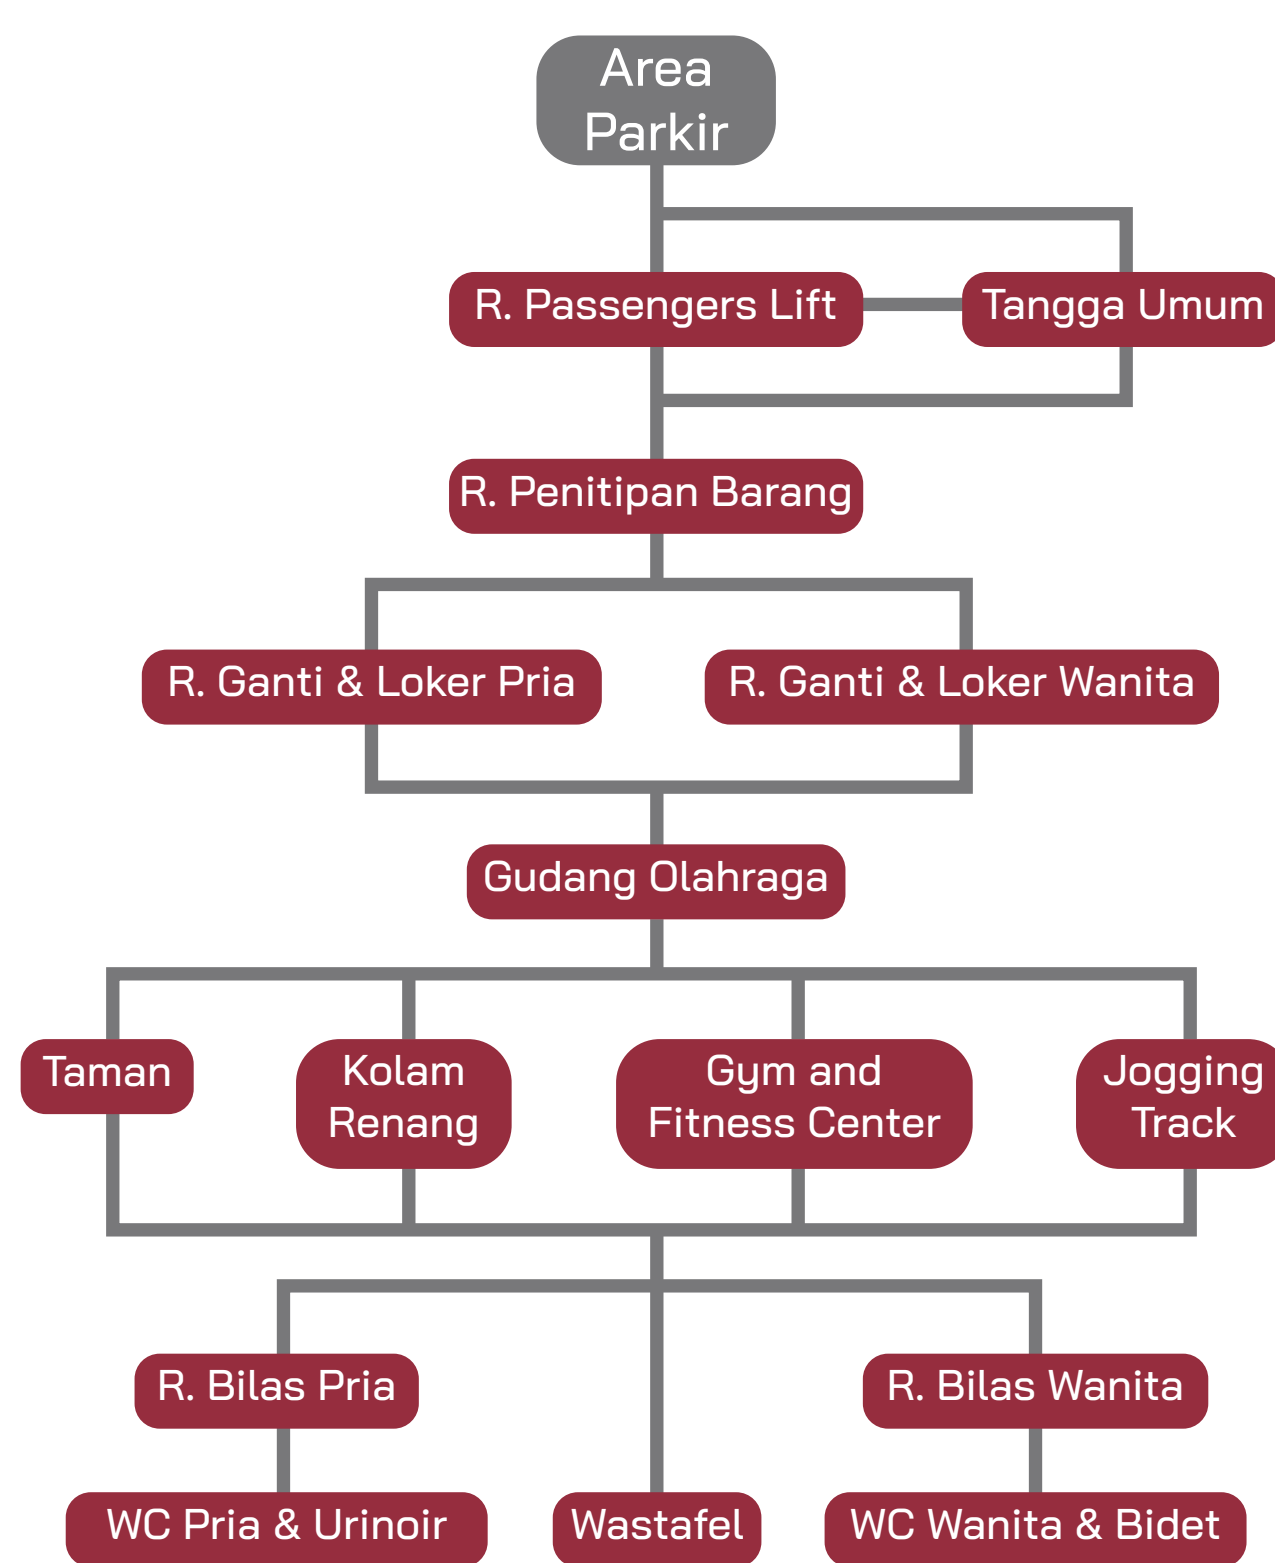 Area
Parkir
R. Passengers Lift
Tangga Umum
R. Penitipan Barang
R. Ganti & Loker Pria
R. Ganti & Loker Wanita
Gudang Olahraga
Taman
Kolam
Renang
Gym and
Fitness Center
Jogging
Track
R. Bilas Pria
R. Bilas Wanita
WC Pria & Urinoir
Wastafel
WC Wanita & Bidet